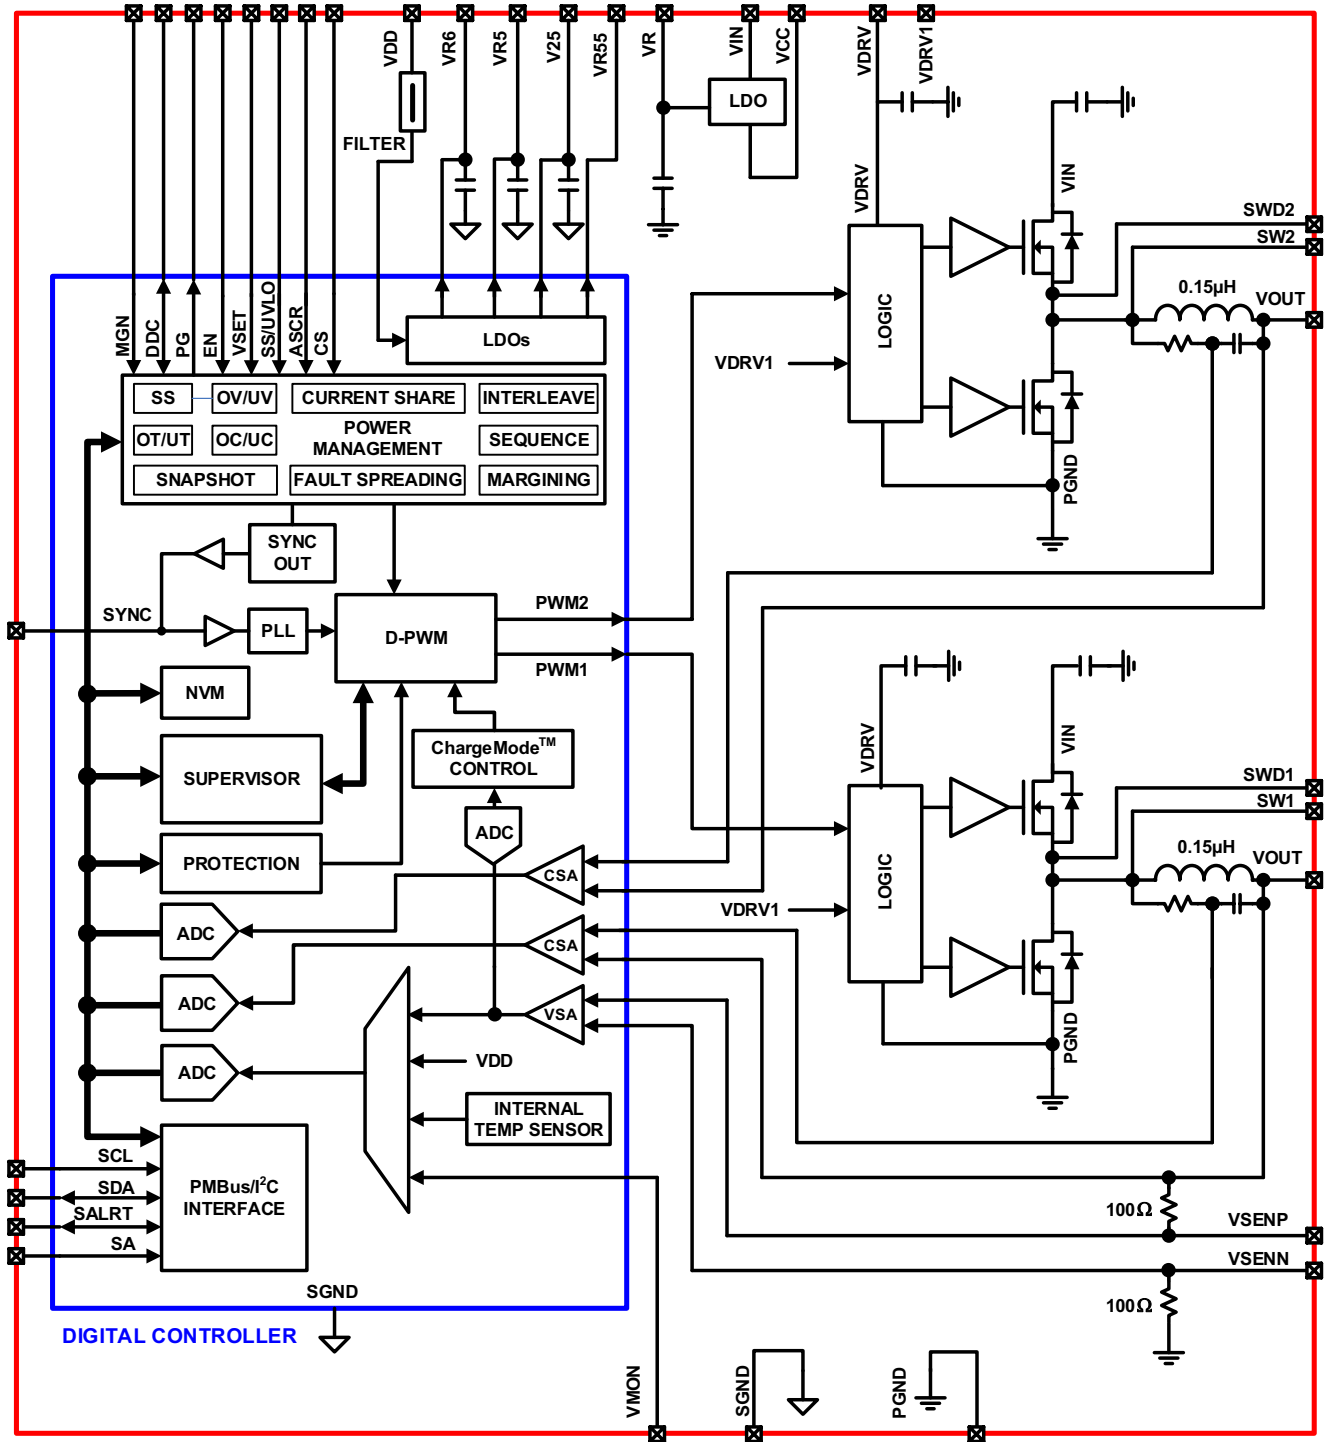 VDD
VR6
VR5
V25
VR55
VR
VIN
VCC
VDRV
VDRV1
LDO
FILTER
VDRV
VIN
SWD2
SW2
0.15µH
VOUT
MGN
DDC
PG
EN
VSET
SS/UVLO
ASCR
CS
LDOs
LOGIC
VDRV1
SS
OV/UV
CURRENT SHARE
INTERLEAVE
OT/UT
OC/UC
POWER
MANAGEMENT
SEQUENCE
SNAPSHOT
FAULT SPREADING
MARGINING
PGND
SYNC
OUT
SYNC
PLL
D-PWM
PWM2
PWM1
NVM
ChargeMode™
CONTROL
SUPERVISOR
ADC
PROTECTION
CSA
ADC
CSA
ADC
VSA
ADC
VDD
INTERNAL
TEMP SENSOR
VDRV
VIN
SWD1
SW1
0.15µH
VOUT
LOGIC
VDRV1
PGND
SCL
SDA
SALRT
SA
PMBus/I²C
INTERFACE
100Ω
VSENP
VSENN
100Ω
SGND
DIGITAL CONTROLLER
VMON
SGND
PGND